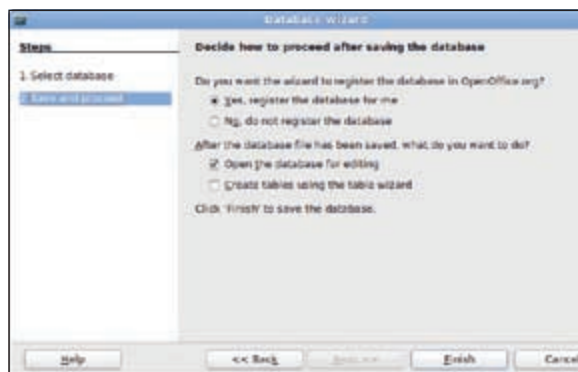 Database Wizard
Steps
1. Select database
2. Save and proceed
Decide how to proceed after saving the database
Do you want the wizard to register the database in OpenOffice.org?
Yes, register the database for me
No, do not register the database
After the database file has been saved, what do you want to do?
Open the database for editing
Create tables using the table wizard
Click 'Finish' to save the database.
Help
<< Back
Next >>
Finish
Cancel